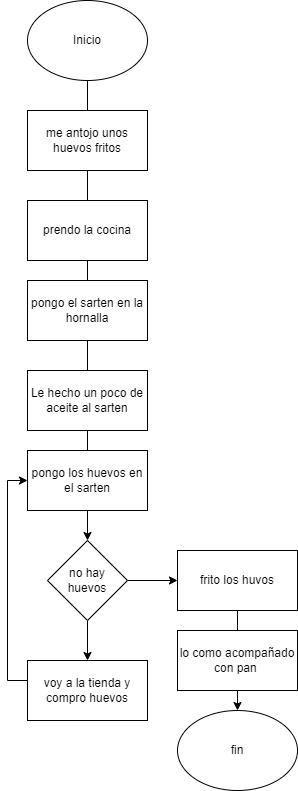 Inicio
me antojo unos
huevos fritos
prendo la cocina
pongo el sarten en la
hornalla
Le hecho un poco de
aceite al sarten
pongo los huevos en
el sarten
no hay
huevos
frito los huvos
lo como acompañado
con pan
voy a la tienda y
compro huevos
fin